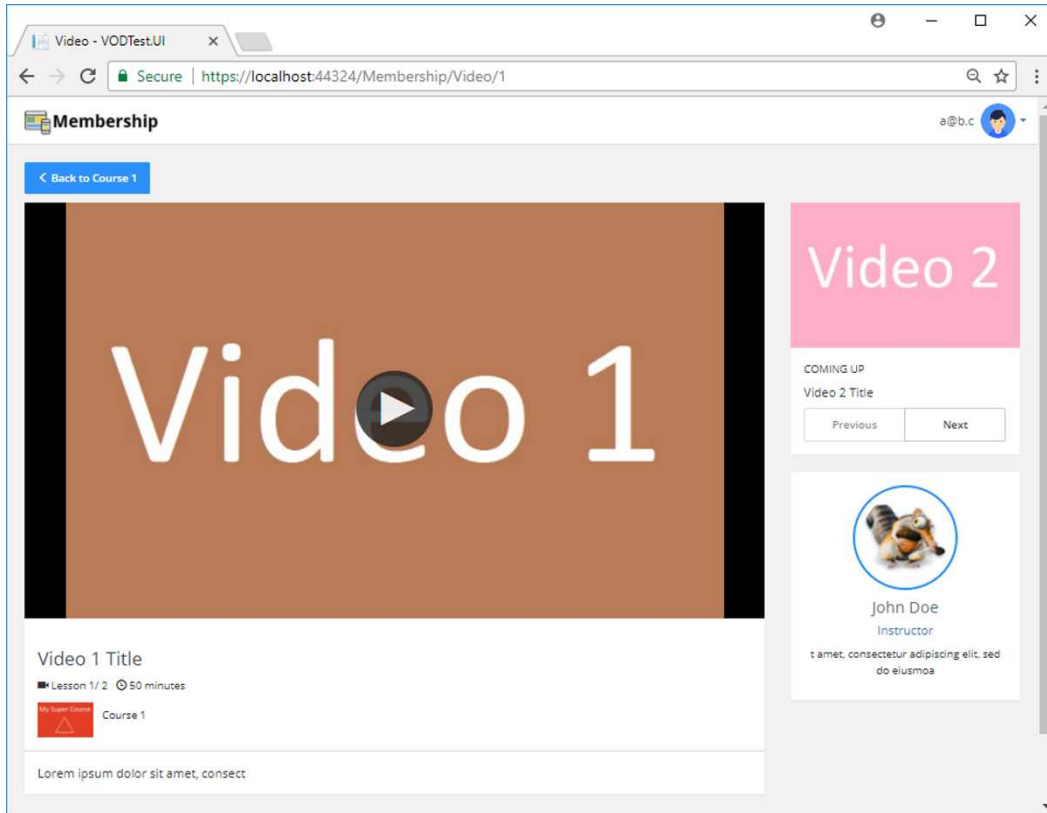 Video - VODTest.UI
Secure | https://localhost:44324/Membership/Video/1
Membership
a@b.c
Back to Course 1
Video 1
Video 1 Title
Lesson 1/ 2 50 minutes
My Super Course
Course 1
Lorem ipsum dolor sit amet, consect
Video 2
COMING UP
Video 2 Title
Previous Next
John Doe
Instructor
t amet, consectetur adipiscing elit, sed
do eiusmoa